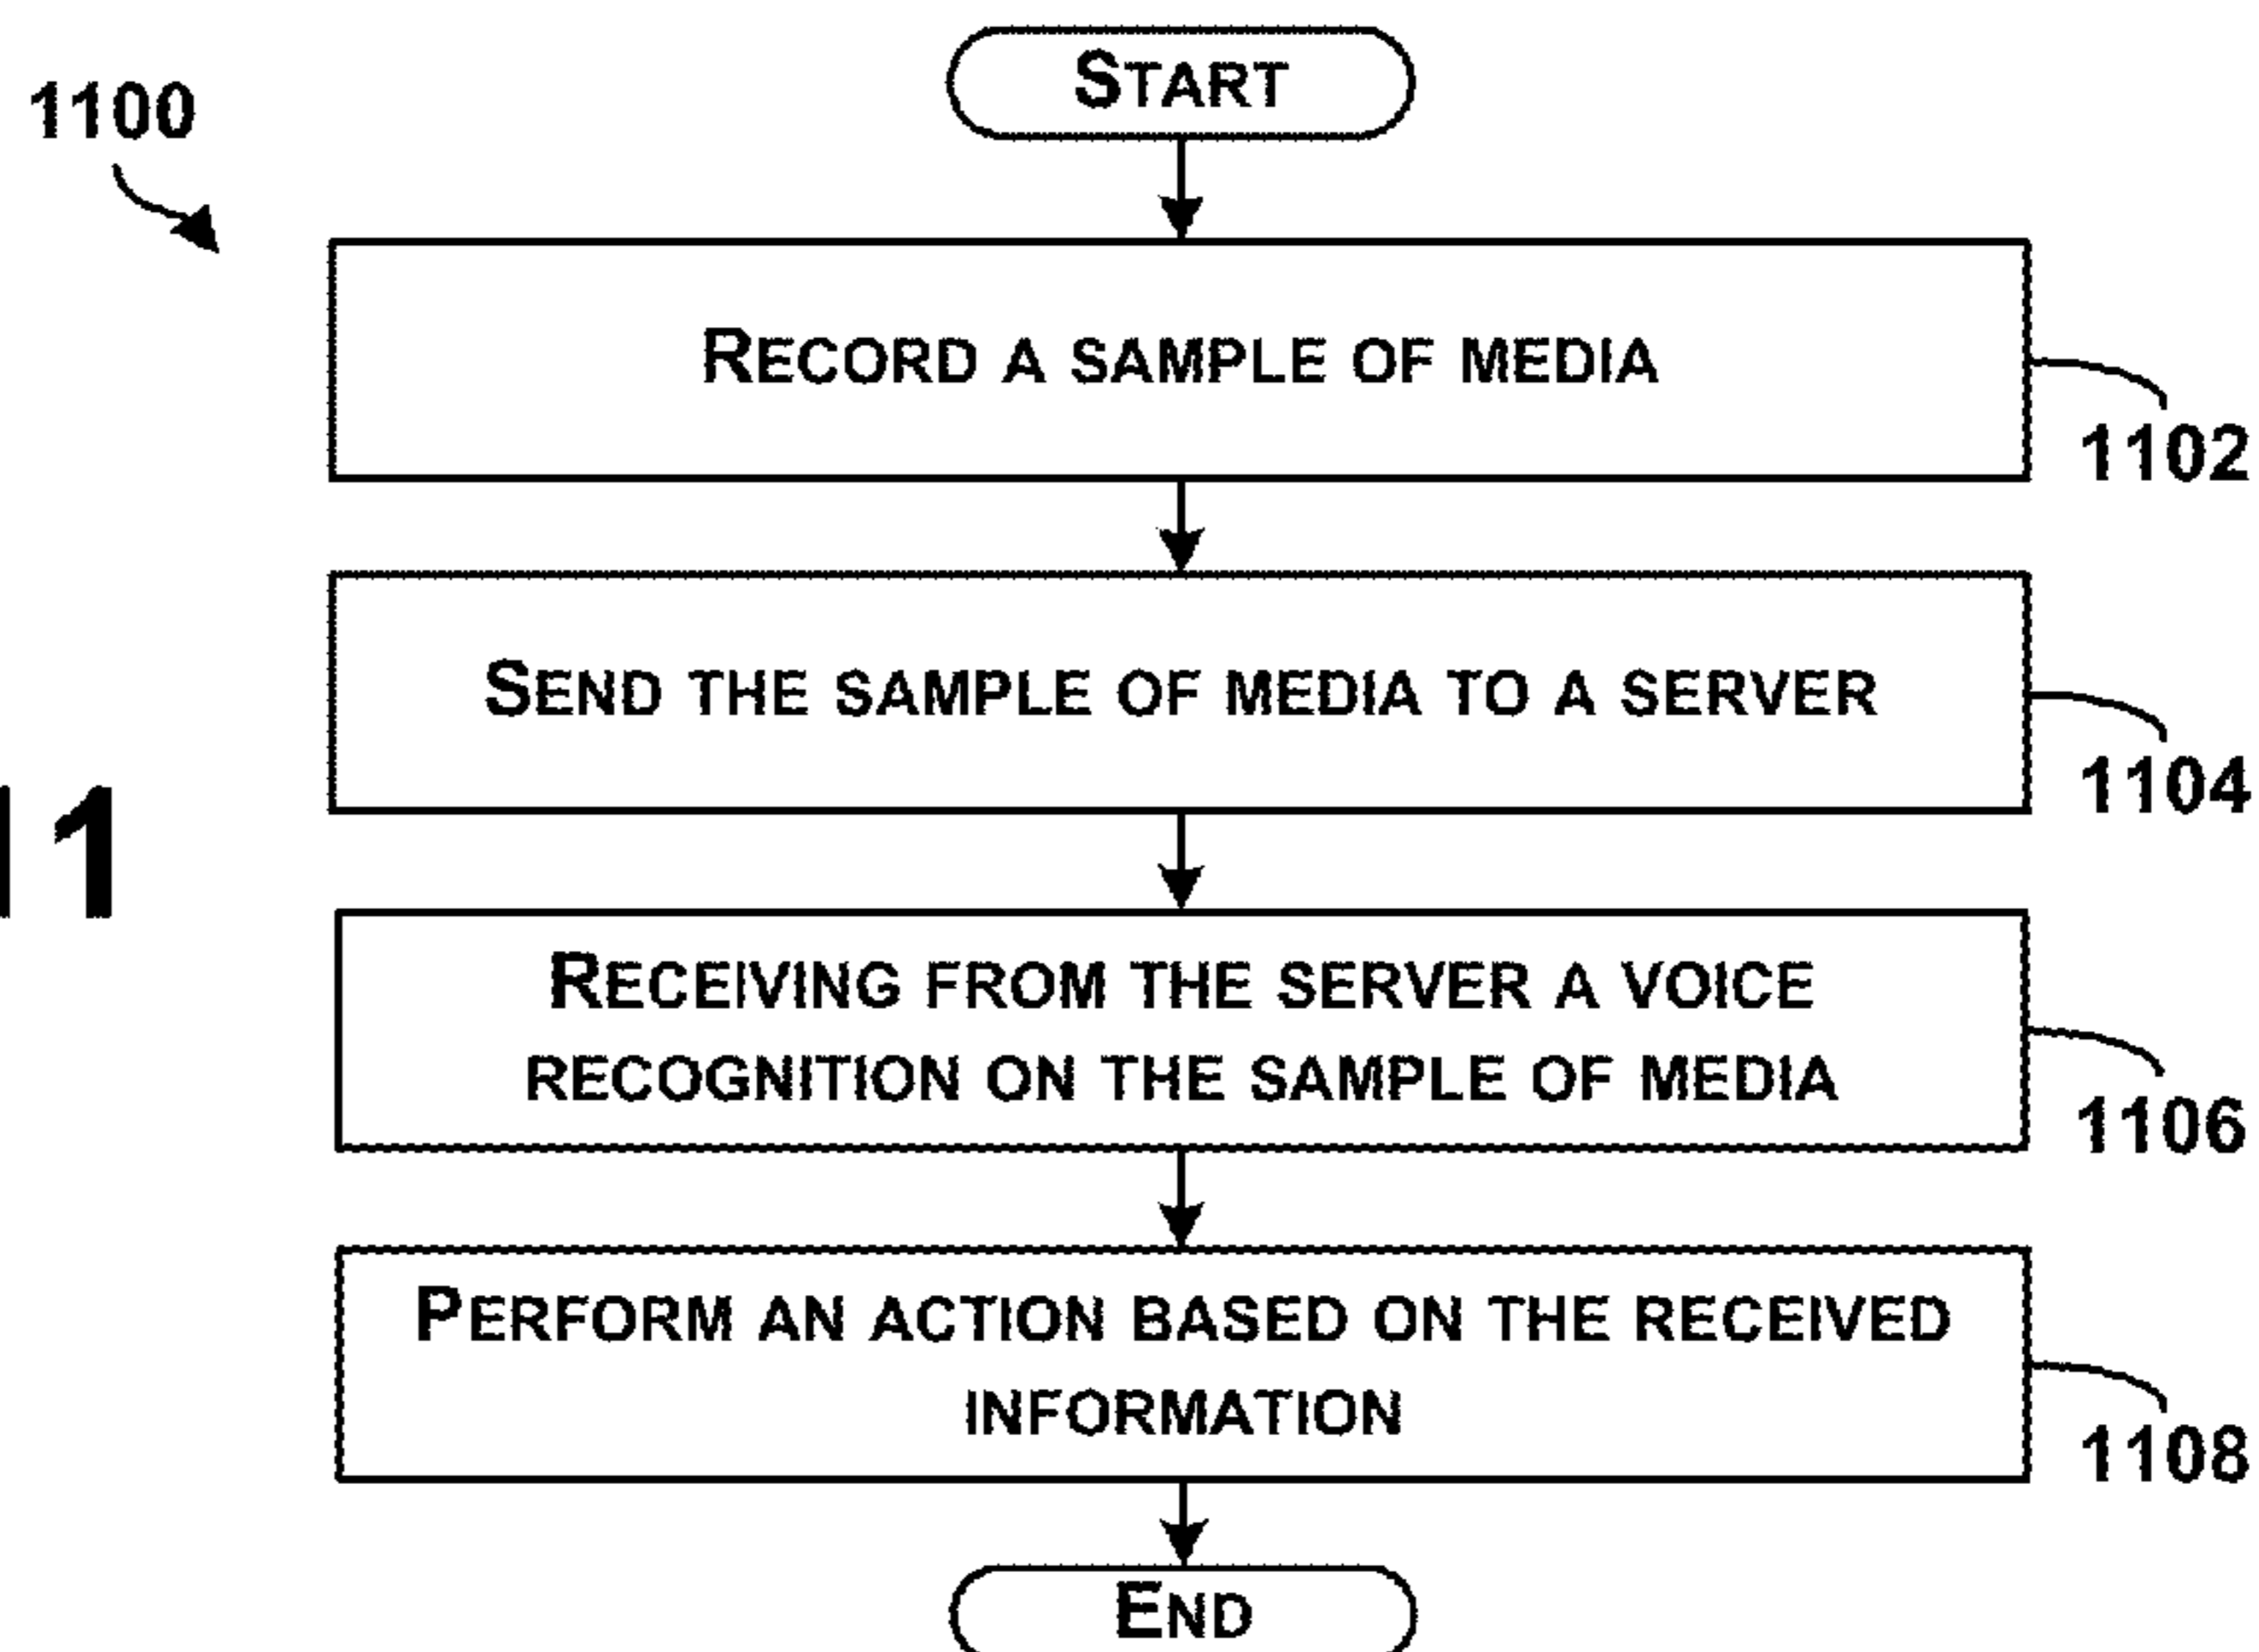 START
1100
RECORD A SAMPLE OF MEDIA
1102
SEND THE SAMPLE OF MEDIA TO A SERVER
1104
11
RECEIVING FROM THE SERVER A VOICE
RECOGNITION ON THE SAMPLE OF MEDIA
1106
PERFORM AN ACTION BASED ON THE RECEIVED
INFORMATION
1108
END